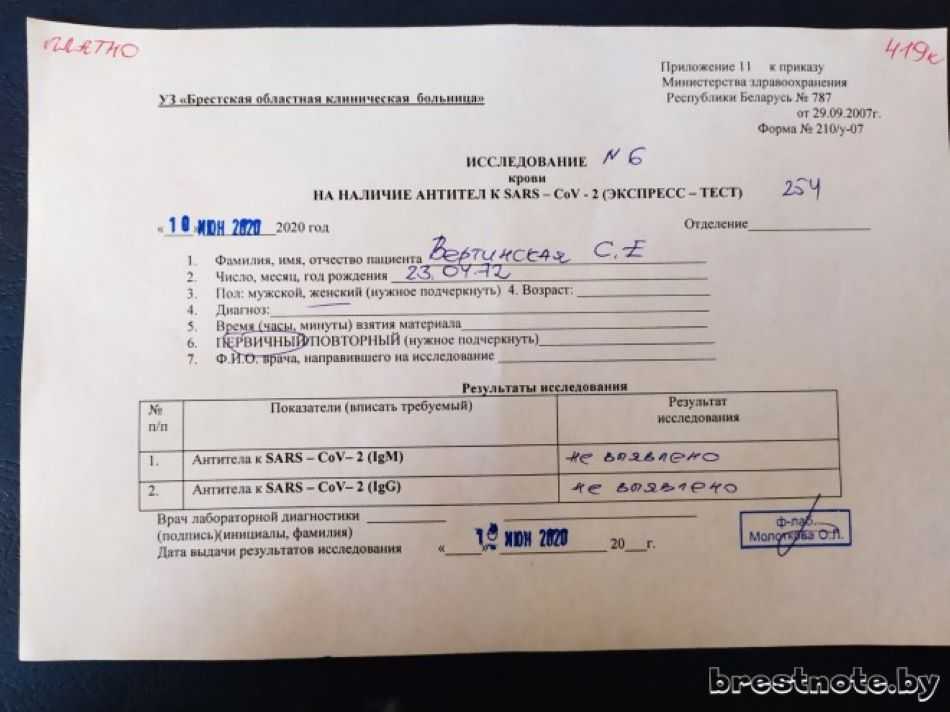 ПЛАТНО
419к
Приложение 11 к приказу
Министерства здравоохранения
Республики Беларусь № 787
от 29.09.2007г.
Форма № 210/у-07
УЗ «Брестская областная клиническая больница»
ИССЛЕДОВАНИЕ № 6
крови
НА НАЛИЧИЕ АНТИТЕЛ К SARS – CoV - 2 (ЭКСПРЕСС – ТЕСТ) 254
«10» ИЮН 2020 2020 год Отделение
1. Фамилия, имя, отчество пациента Вертинская С.Е
2. Число, месяц, год рождения 23.04.72
3. Пол: мужской, женский (нужное подчеркнуть) 4. Возраст:
4. Диагноз:
5. Время (часы, минуты) взятия материала
6. ПЕРВИЧНЫЙ/ПОВТОРНЫЙ (нужное подчеркнуть)
7. Ф.И.О. врача, направившего на исследование
Результаты исследования
№ п/п Показатели (вписать требуемый) Результат исследования
1. Антитела к SARS – CoV– 2 (IgM) не выявлено
2. Антитела к SARS – CoV– 2 (IgG) не выявлено
Врач лабораторной диагностики
(подпись)(инициалы, фамилия)
Дата выдачи результатов исследования « » ИЮН 2020 20 г.
ф-лаб.
Молоткова О.Л.
brestnote.by